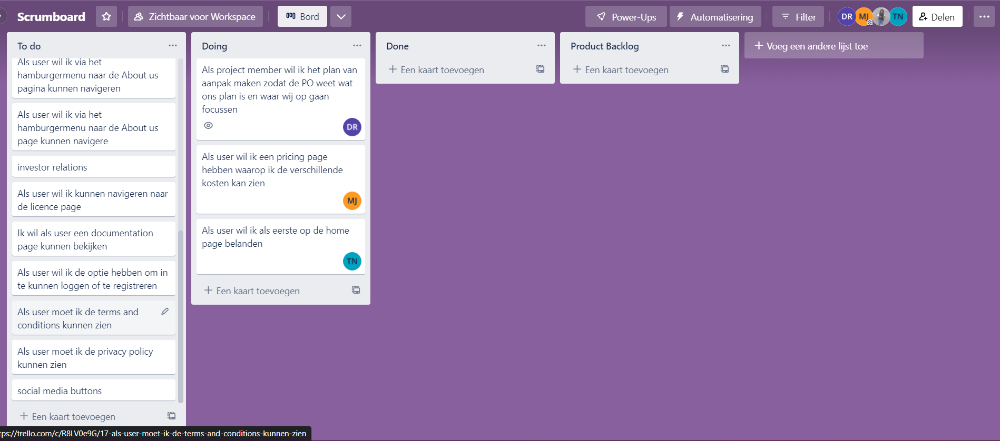 Scrumboard
Zichtbaar voor Workspace
Bord
Power-Ups
Automatisering
Filter
DR
MJ
TN
Delen
To do
Als user wil ik via het
hamburgermenu naar de About us
pagina kunnen navigeren
Als user wil ik via het
hamburgermenu naar de About us
page kunnen navigere
investor relations
Als user wil ik kunnen navigeren naar
de licence page
Ik wil als user een documentation
page kunnen bekijken
Als user wil ik de optie hebben om in
te kunnen loggen of te registreren
Als user moet ik de terms and
conditions kunnen zien
Als user moet ik de privacy policy
kunnen zien
social media buttons
+ Een kaart toevoegen
Doing
Als project member wil ik het plan van
aanpak maken zodat de PO weet wat
ons plan is en waar wij op gaan
focussen
DR
Als user wil ik een pricing page
hebben waarop ik de verschillende
kosten kan zien
MJ
Als user wil ik als eerste op de home
page belanden
TN
+ Een kaart toevoegen
Done
+ Een kaart toevoegen
Product Backlog
+ Een kaart toevoegen
+ Voeg een andere lijst toe
tps://trello.com/c/R8LV0e9G/17-als-user-moet-ik-de-terms-and-conditions-kunnen-zien